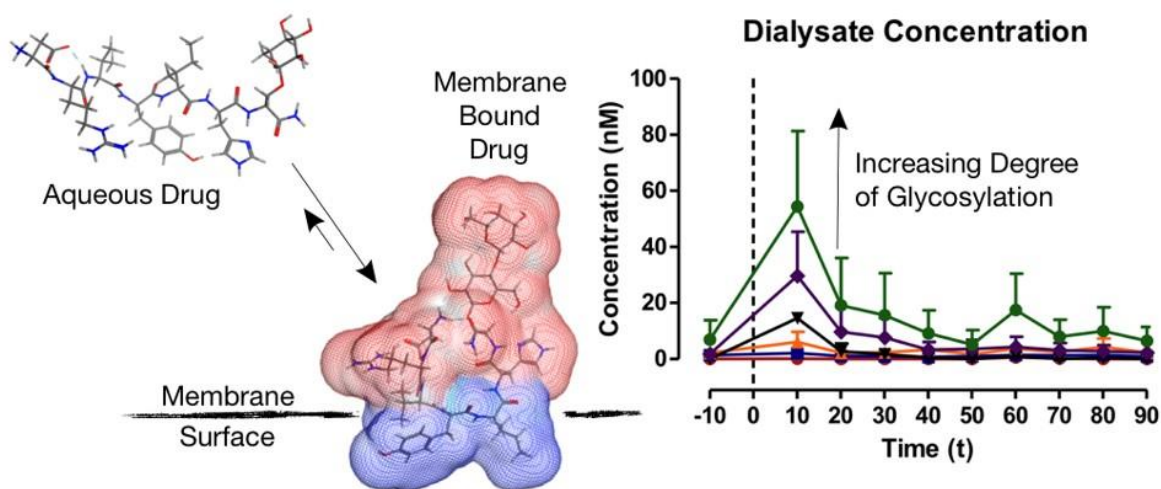 Aqueous Drug
Membrane
Bound
Drug
Membrane
Surface
Dialysate Concentration
Concentration (nM)
100
80
60
40
20
0
Increasing Degree
of Glycosylation
-10 0 10 20 30 40 50 60 70 80 90
Time (t)